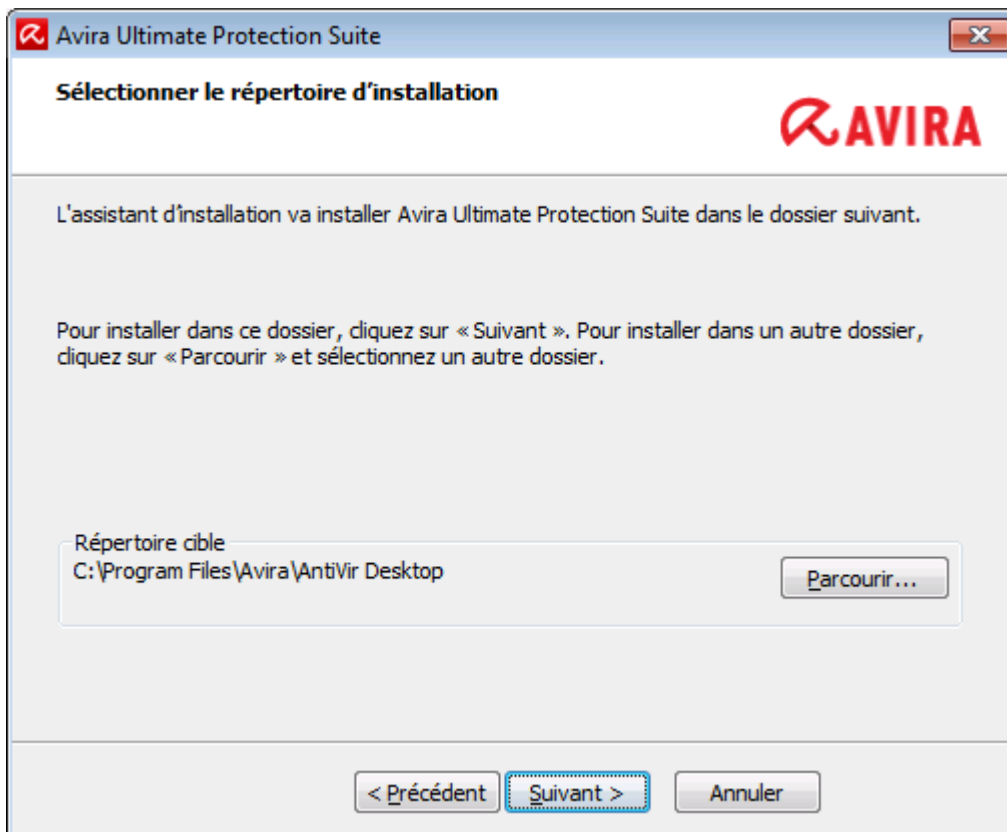 Avira Ultimate Protection Suite
Sélectionner le répertoire d’installation
AVIRA
L'assistant d'installation va installer Avira Ultimate Protection Suite dans le dossier suivant.
Pour installer dans ce dossier, cliquez sur « Suivant ». Pour installer dans un autre dossier,
cliquez sur « Parcourir » et sélectionnez un autre dossier.
Répertoire cible
C:\Program Files\Avira\AntiVir Desktop
Parcourir...
< Précédent
Suivant >
Annuler